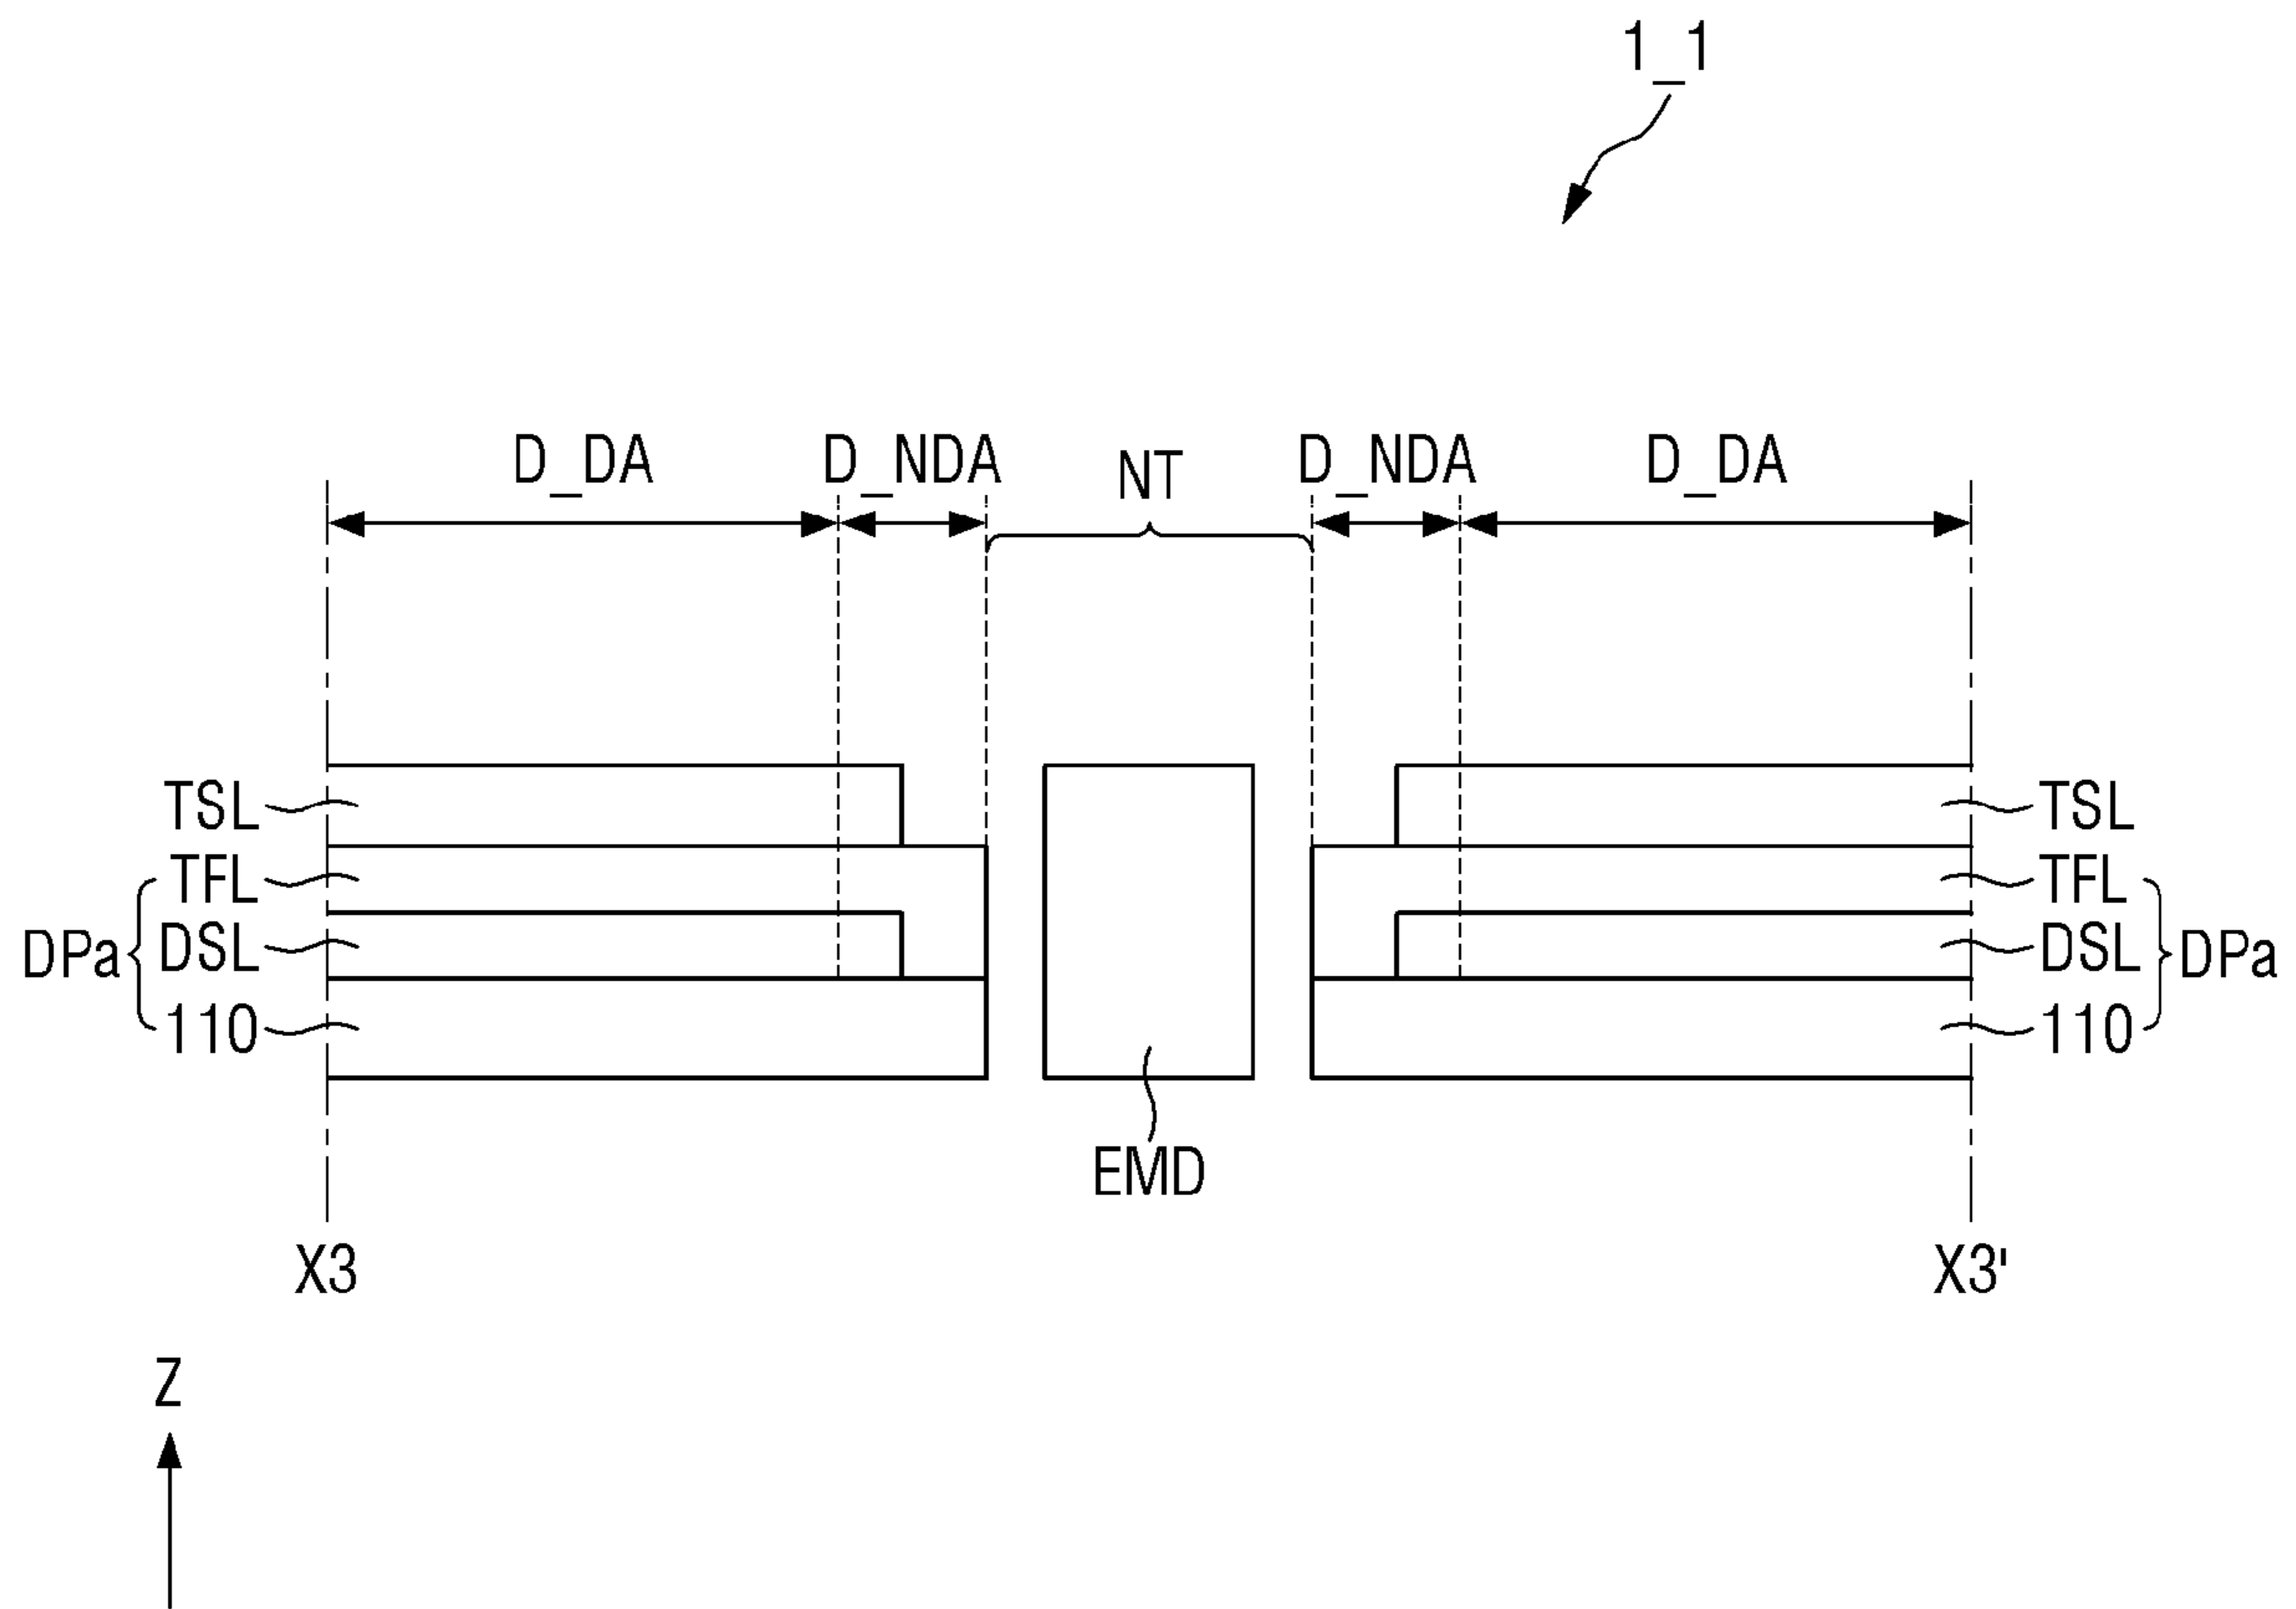 1_1
D_DA D_NDA NT D_NDA D_DA
TSL TSL
TFL TFL
DPa DSL DSL DPa
110 110
EMD
X3 X3'
Z